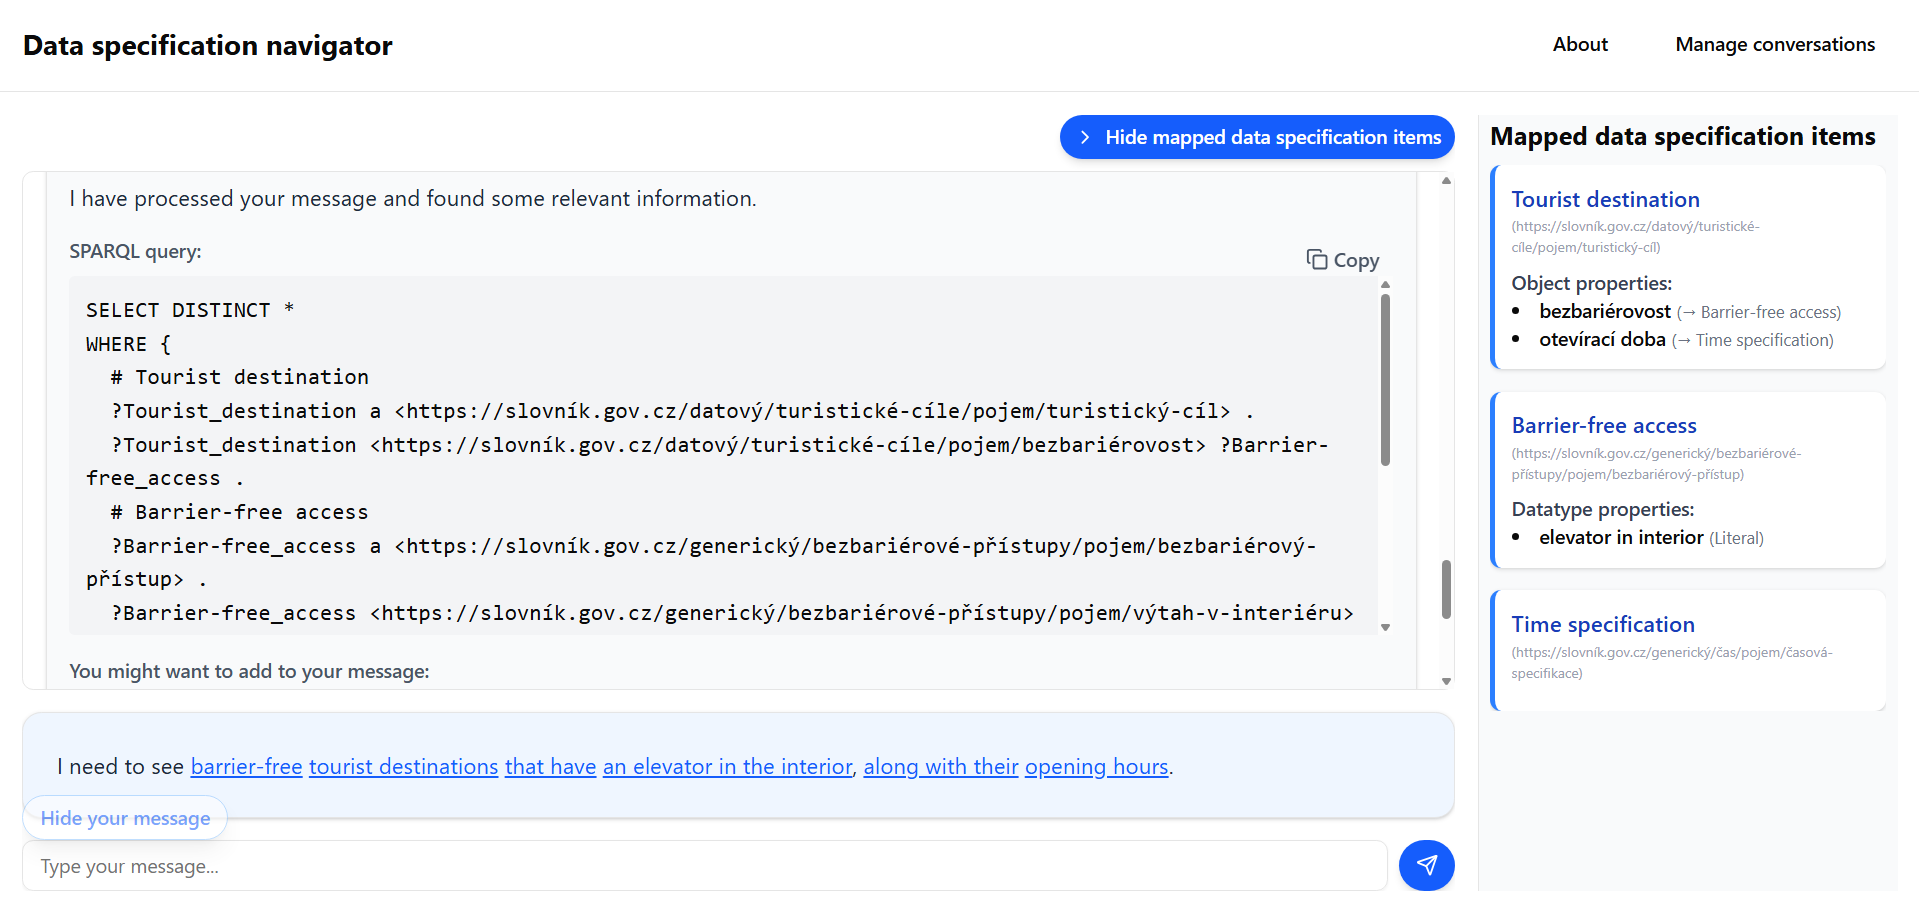 Data specification navigator
About
Manage conversations
Hide mapped data specification items
I have processed your message and found some relevant information.
SPARQL query:
Copy
SELECT DISTINCT *
WHERE {
# Tourist destination
?Tourist_destination a <https://slovník.gov.cz/datový/turistické-cíle/pojem/turistický-cíl> .
?Tourist_destination <https://slovník.gov.cz/datový/turistické-cíle/pojem/bezbariérovost> ?Barrier-
free_access .
# Barrier-free access
?Barrier-free_access a <https://slovník.gov.cz/generický/bezbariérové-přístupy/pojem/bezbariérový-
přístup> .
?Barrier-free_access <https://slovník.gov.cz/generický/bezbariérové-přístupy/pojem/výtah-v-interiéru>
You might want to add to your message:
I need to see barrier-free tourist destinations that have an elevator in the interior, along with their opening hours.
Hide your message
Type your message...
Mapped data specification items
Tourist destination
(https://slovník.gov.cz/datový/turistické-
cíle/pojem/turistický-cíl)
Object properties:
• bezbariérovost (→ Barrier-free access)
• otevírací doba (→ Time specification)
Barrier-free access
(https://slovník.gov.cz/generický/bezbariérové-
přístupy/pojem/bezbariérový-přístup)
Datatype properties:
• elevator in interior (Literal)
Time specification
(https://slovník.gov.cz/generický/čas/pojem/časová-
specifikace)